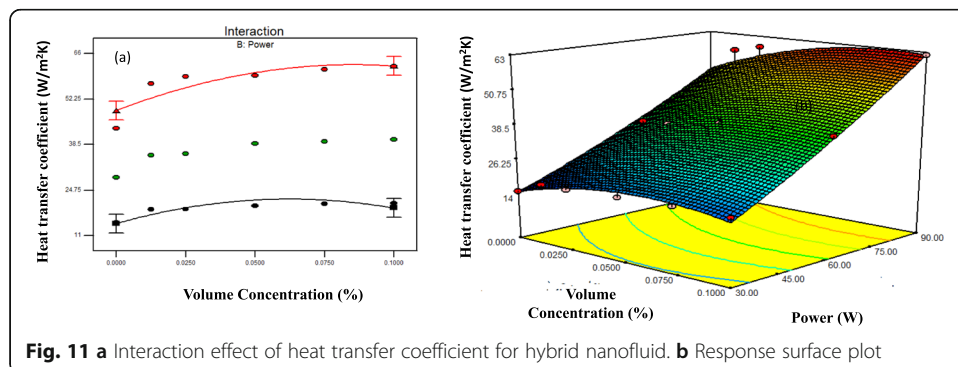 Interaction
B: Power
(a)
Heat transfer coefficient (W/m²K)
66
52.25
38.5
24.75
11
0.0000
0.0250
0.0500
0.0750
0.1000
Volume Concentration (%)
Heat transfer coefficient (W/m²K)
63
50.75
38.5
26.25
14
0.0000
0.0250
0.0500
0.0750
0.1000
30.00
45.00
60.00
75.00
90.00
Volume
Concentration (%)
Power (W)
Fig. 11 a Interaction effect of heat transfer coefficient for hybrid nanofluid. b Response surface plot